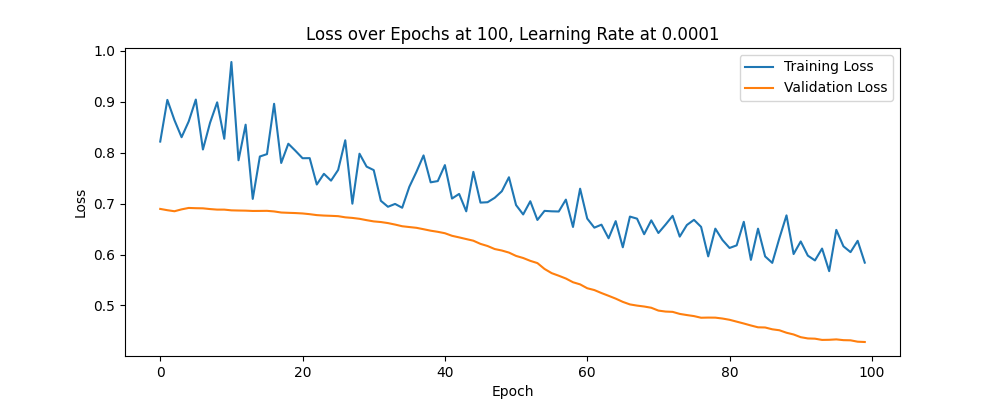 Loss over Epochs at 100, Learning Rate at 0.0001
1.0
0.9
0.8
0.7
0.6
0.5
Loss
Training Loss
Validation Loss
0
20
40
60
80
100
Epoch